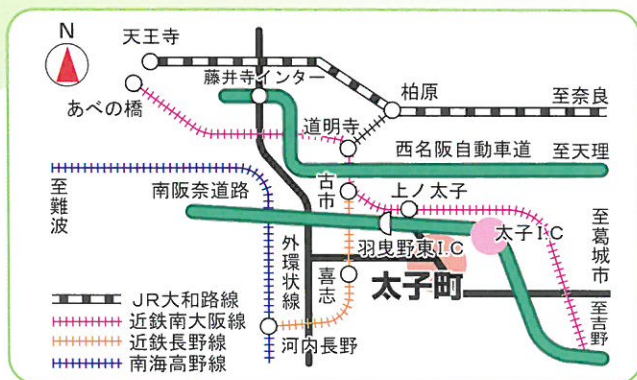 N
天王寺
藤井寺インター
柏原
至奈良
あべの橋
道明寺
西名阪自動車道
至天理
至難波
南阪奈道路
古市
上ノ太子
至葛城市
羽曳野東I.C
太子I.C
外環状線
喜志
太子町
至吉野
河内長野
JR大和路線
近鉄南大阪線
近鉄長野線
南海高野線